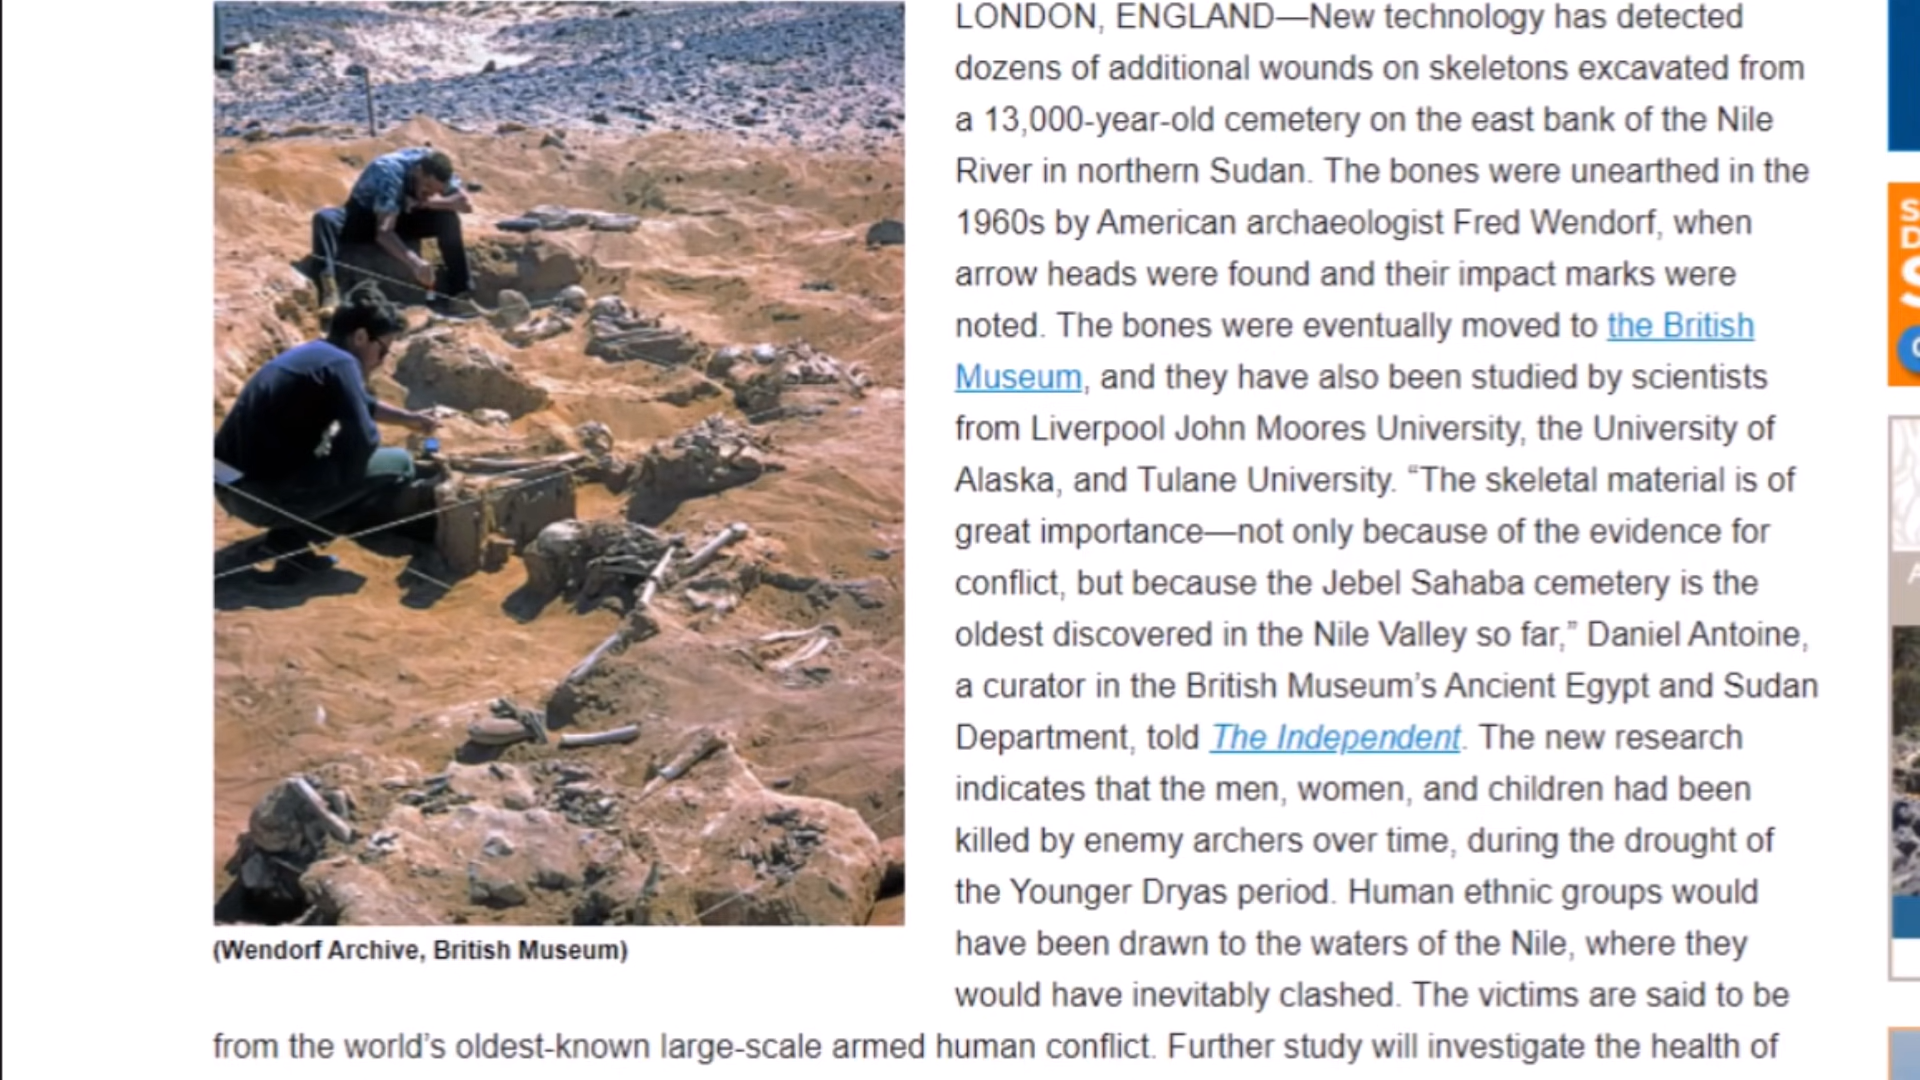 LONDON, ENGLAND—New technology has detected
dozens of additional wounds on skeletons excavated from
a 13,000-year-old cemetery on the east bank of the Nile
River in northern Sudan. The bones were unearthed in the
1960s by American archaeologist Fred Wendorf, when
arrow heads were found and their impact marks were
noted. The bones were eventually moved to the British
Museum, and they have also been studied by scientists
from Liverpool John Moores University, the University of
Alaska, and Tulane University. “The skeletal material is of
great importance—not only because of the evidence for
conflict, but because the Jebel Sahaba cemetery is the
oldest discovered in the Nile Valley so far,” Daniel Antoine,
a curator in the British Museum’s Ancient Egypt and Sudan
Department, told The Independent. The new research
indicates that the men, women, and children had been
killed by enemy archers over time, during the drought of
the Younger Dryas period. Human ethnic groups would
have been drawn to the waters of the Nile, where they
would have inevitably clashed. The victims are said to be
from the world’s oldest-known large-scale armed human conflict. Further study will investigate the health of
(Wendorf Archive, British Museum)